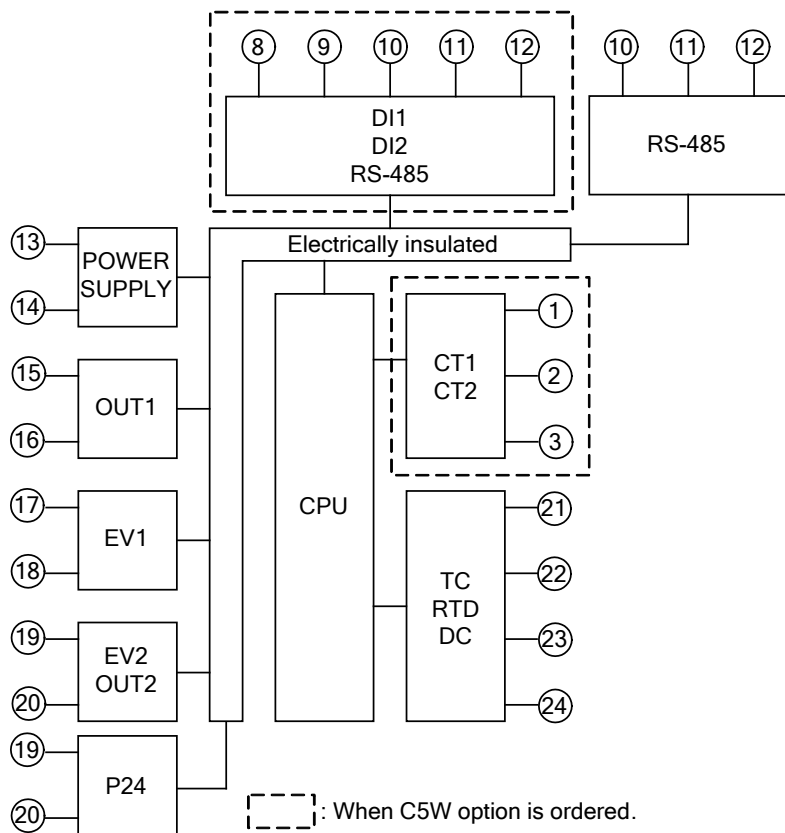 8 9 10 11 12
10 11 12
DI1
DI2
RS-485
RS-485
Electrically insulated
13
14
POWER
SUPPLY
15
16
OUT1
17
18
EV1
19
20
EV2
OUT2
19
20
P24
CPU
CT1
CT2
1
2
3
TC
RTD
DC
21
22
23
24
: When C5W option is ordered.